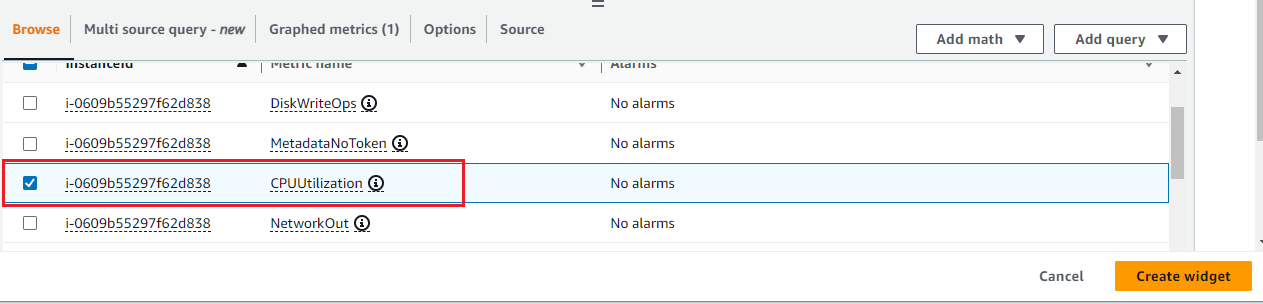 Browse Multi source query - new Graphed metrics (1) Options Source Add math Add query
InstanceId Metric name Alarms
i-0609b55297f62d838 DiskWriteOps No alarms
i-0609b55297f62d838 MetadataNoToken No alarms
i-0609b55297f62d838 CPUUtilization No alarms
i-0609b55297f62d838 NetworkOut No alarms
Cancel Create widget